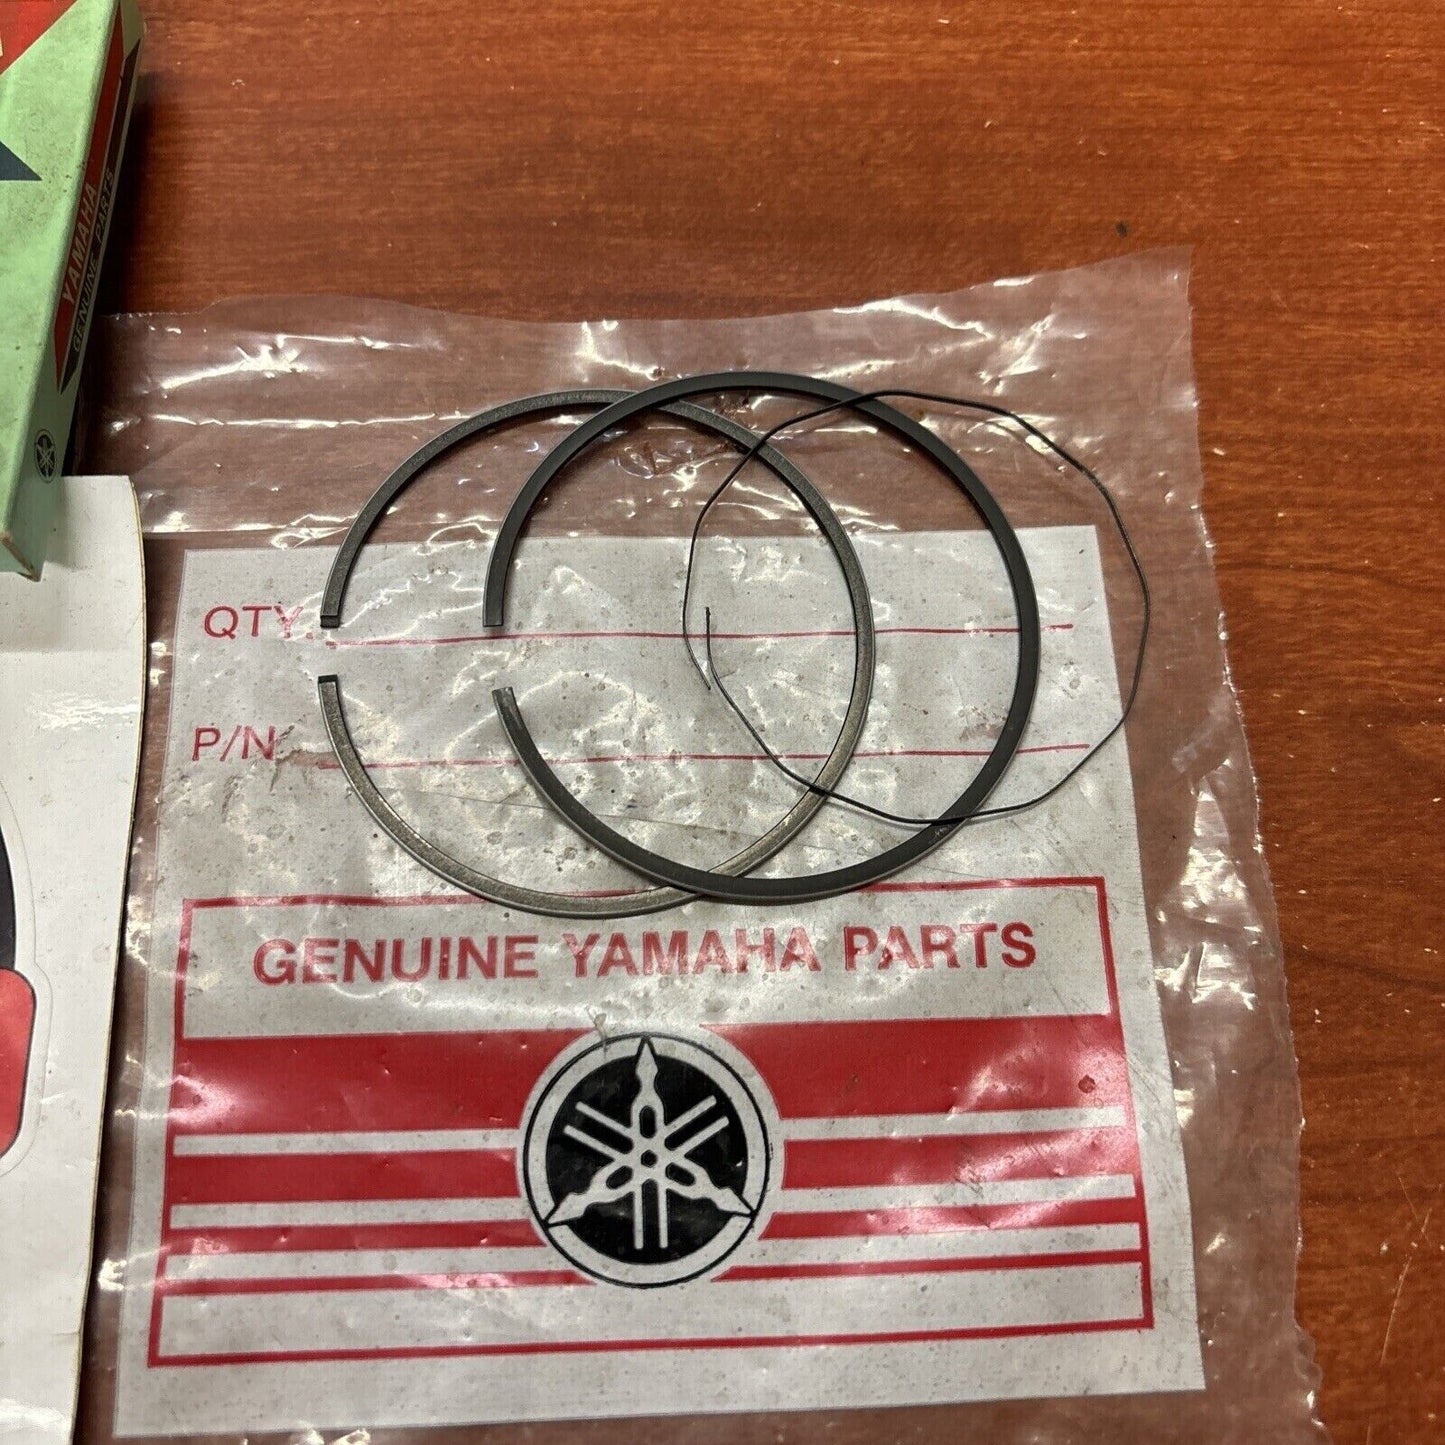 YAMAHA
GENUINE PARTS
QTY.
P/N
GENUINE YAMAHA PARTS